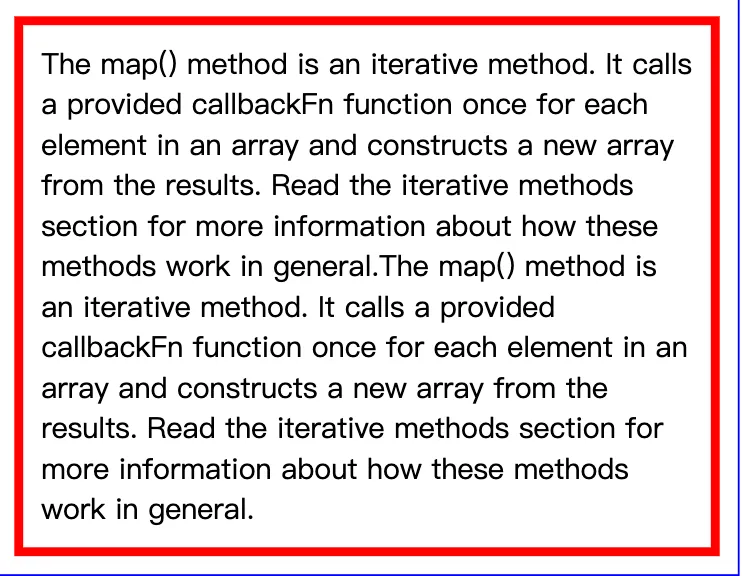 The map() method is an iterative method. It calls
a provided callbackFn function once for each
element in an array and constructs a new array
from the results. Read the iterative methods
section for more information about how these
methods work in general.The map() method is
an iterative method. It calls a provided
callbackFn function once for each element in an
array and constructs a new array from the
results. Read the iterative methods section for
more information about how these methods
work in general.